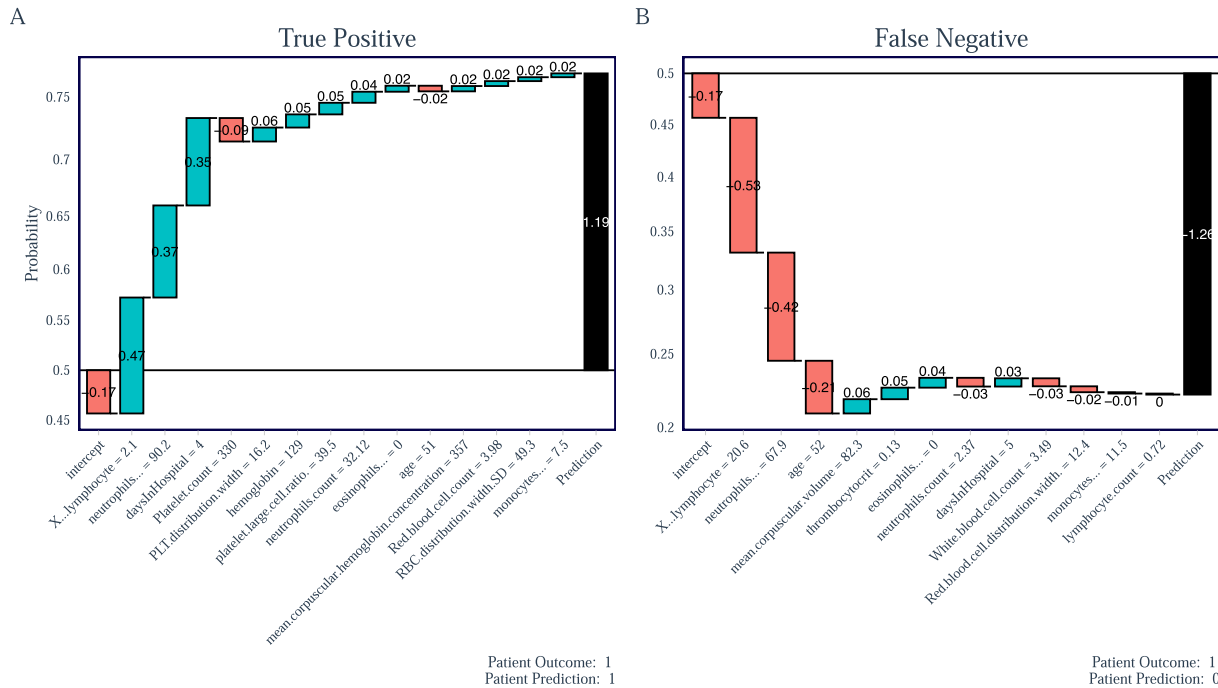 A
True Positive
Probability
0.75
0.7
0.65
0.6
0.55
0.5
0.45
−0.17
0.47
0.37
0.35
−0.09
0.06
0.05
0.05
0.04
0.02
−0.02
0.02
0.02
0.02
0.02
1.19
intercept
X...lymphocyte = 2.1
neutrophils... = 90.2
daysInHospital = 4
Platelet.count = 330
PLT.distribution.width = 16.2
hemoglobin = 129
platelet.large.cell.ratio = 39.5
neutrophils.count = 32.12
eosinophils... = 0
age = 51
mean.corpuscular.hemoglobin.concentration = 357
Red.blood.cell.count = 3.98
RBC.distribution.width.SD = 49.3
monocytes... = 7.5
Prediction
Patient Outcome: 1
Patient Prediction: 1
B
False Negative
0.5
0.45
0.4
0.35
0.3
0.25
0.2
−0.17
−0.53
−0.42
−0.21
0.06
0.05
0.04
−0.03
0.03
−0.03
−0.02
−0.01
0
−1.26
intercept
X...lymphocyte = 20.6
neutrophils... = 67.9
age = 52
mean.corpuscular.volume = 82.3
thrombocytocrit = 0.13
eosinophils... = 0
neutrophils.count = 2.37
daysInHospital = 5
White.blood.cell.count = 3.49
Red.blood.cell.distribution.width. = 12.4
monocytes... = 11.5
lymphocyte.count = 0.72
Prediction
Patient Outcome: 1
Patient Prediction: 0